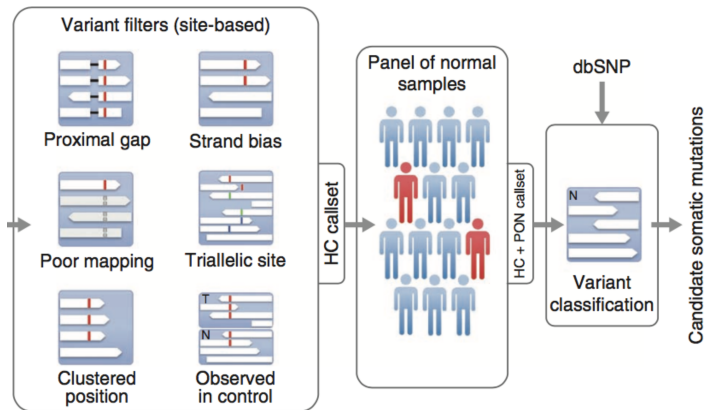 Variant filters (site-based)
Proximal gap
Strand bias
Poor mapping
Triallelic site
Clustered
position
T
N
Observed
in control
HC callset
Panel of normal
samples
HC + PON callset
dbSNP
N
Variant
classification
Candidate somatic mutations